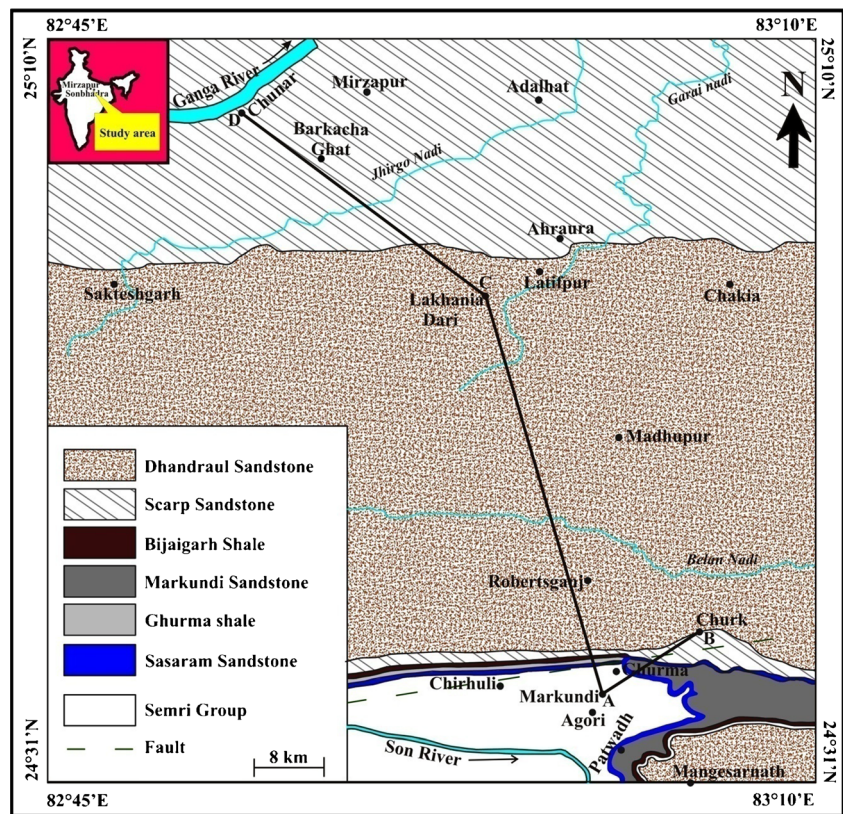 82°45'E
83°10'E
25°10'N
25°10'N
Mirzapur
Sonbhadra
Study area
Ganga River
D
Chunar
Mirzapur
Adalhat
Garai nadi
N
Barkacha
Ghat
Jhirgo Nadi
Ahraura
Sakteshgarh
C
Lakhania
Dari
Latifpur
Chakia
Madhupur
Dhandraul Sandstone
Scarp Sandstone
Bijaigarh Shale
Markundi Sandstone
Ghurma shale
Sasaram Sandstone
Semri Group
Fault
8 km
Belan Nadi
Robertsganj
Churk
B
Ghurma
Chirhuli
Markundi
A
Agori
Patwadh
Son River
Mangesarnath
24°31'N
24°31'N
82°45'E
83°10'E